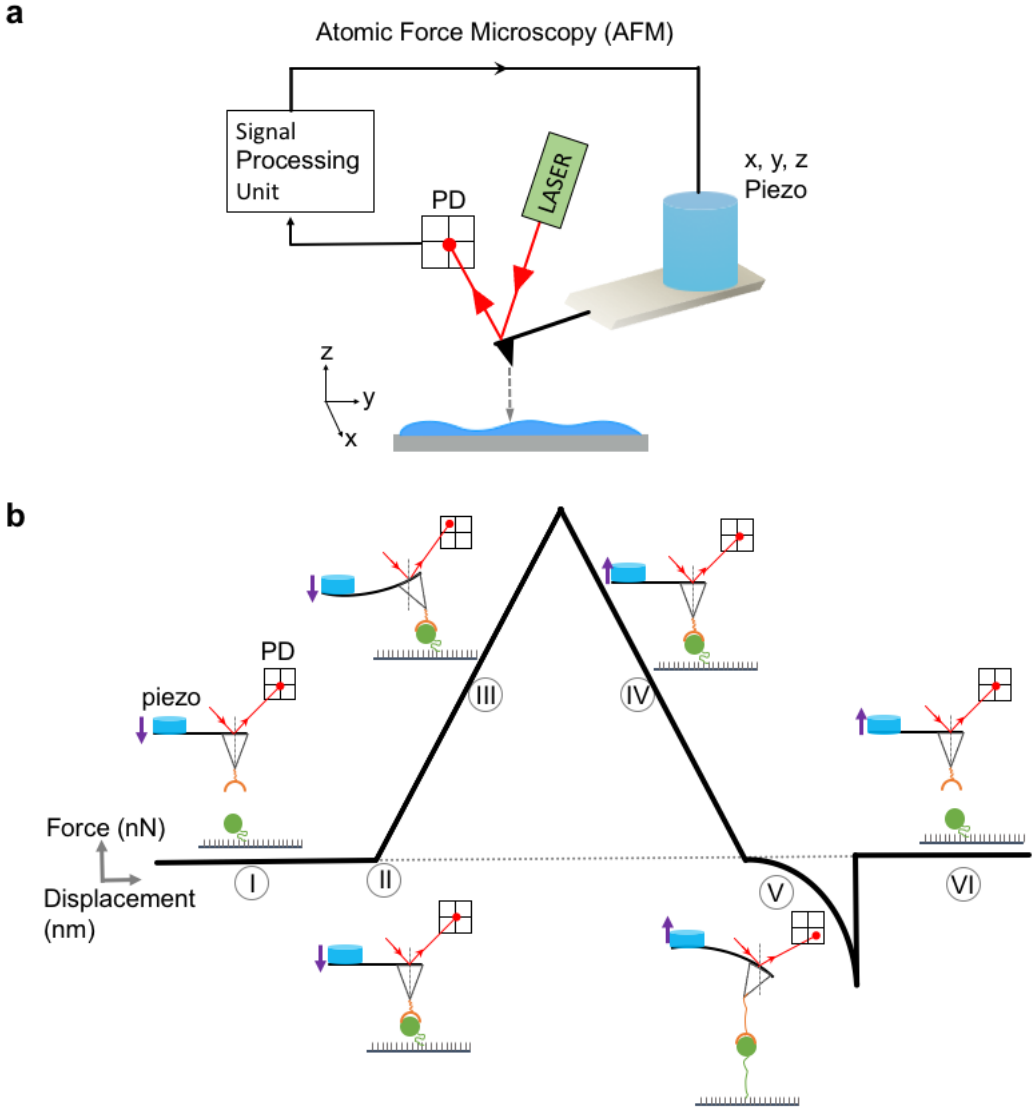 a
Atomic Force Microscopy (AFM)
Signal
Processing
Unit
LASER
x, y, z
Piezo
PD
z
y
x
b
PD
piezo
III
IV
Force (nN)
Displacement
(nm)
I
II
V
VI